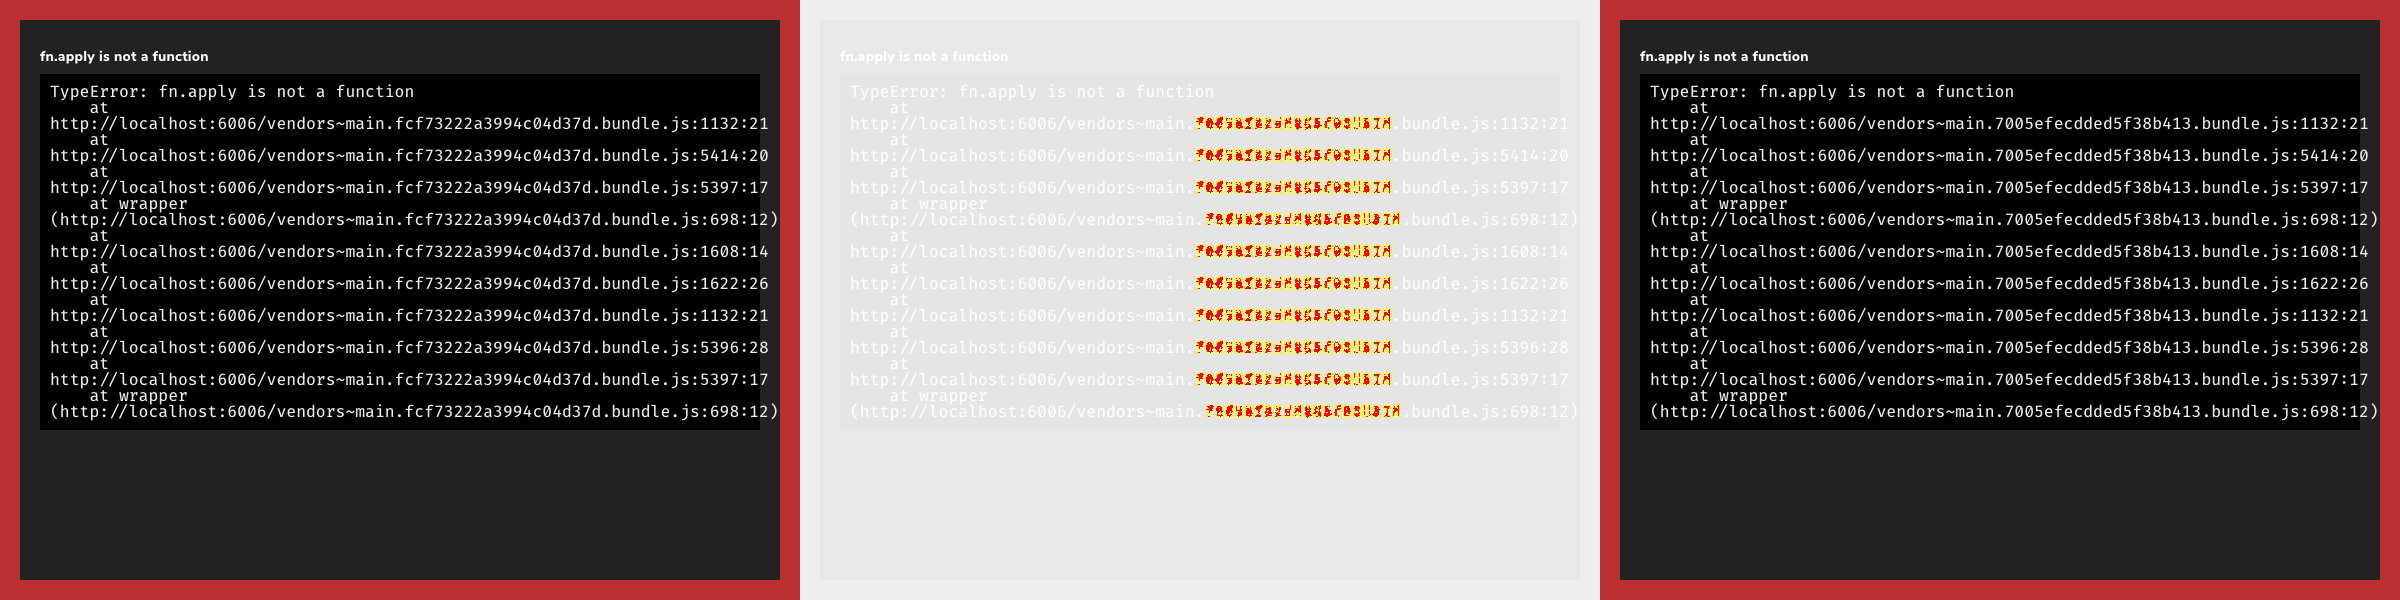 fn.apply is not a function
TypeError: fn.apply is not a function
at
http://localhost:6006/vendors~main.fcf73222a3994c04d37d.bundle.js:1132:21
at
http://localhost:6006/vendors~main.fcf73222a3994c04d37d.bundle.js:5414:20
at
http://localhost:6006/vendors~main.fcf73222a3994c04d37d.bundle.js:5397:17
at wrapper
(http://localhost:6006/vendors~main.fcf73222a3994c04d37d.bundle.js:698:12)
at
http://localhost:6006/vendors~main.fcf73222a3994c04d37d.bundle.js:1608:14
at
http://localhost:6006/vendors~main.fcf73222a3994c04d37d.bundle.js:1622:26
at
http://localhost:6006/vendors~main.fcf73222a3994c04d37d.bundle.js:1132:21
at
http://localhost:6006/vendors~main.fcf73222a3994c04d37d.bundle.js:5396:28
at
http://localhost:6006/vendors~main.fcf73222a3994c04d37d.bundle.js:5397:17
at wrapper
(http://localhost:6006/vendors~main.fcf73222a3994c04d37d.bundle.js:698:12)
fn.apply is not a function
TypeError: fn.apply is not a function
at
http://localhost:6006/vendors~main. .bundle.js:1132:21
at
http://localhost:6006/vendors~main. .bundle.js:5414:20
at
http://localhost:6006/vendors~main. .bundle.js:5397:17
at wrapper
(http://localhost:6006/vendors~main. .bundle.js:698:12)
at
http://localhost:6006/vendors~main. .bundle.js:1608:14
at
http://localhost:6006/vendors~main. .bundle.js:1622:26
at
http://localhost:6006/vendors~main. .bundle.js:1132:21
at
http://localhost:6006/vendors~main. .bundle.js:5396:28
at
http://localhost:6006/vendors~main. .bundle.js:5397:17
at wrapper
(http://localhost:6006/vendors~main. .bundle.js:698:12)
fn.apply is not a function
TypeError: fn.apply is not a function
at
http://localhost:6006/vendors~main.7005efecdded5f38b413.bundle.js:1132:21
at
http://localhost:6006/vendors~main.7005efecdded5f38b413.bundle.js:5414:20
at
http://localhost:6006/vendors~main.7005efecdded5f38b413.bundle.js:5397:17
at wrapper
(http://localhost:6006/vendors~main.7005efecdded5f38b413.bundle.js:698:12)
at
http://localhost:6006/vendors~main.7005efecdded5f38b413.bundle.js:1608:14
at
http://localhost:6006/vendors~main.7005efecdded5f38b413.bundle.js:1622:26
at
http://localhost:6006/vendors~main.7005efecdded5f38b413.bundle.js:1132:21
at
http://localhost:6006/vendors~main.7005efecdded5f38b413.bundle.js:5396:28
at
http://localhost:6006/vendors~main.7005efecdded5f38b413.bundle.js:5397:17
at wrapper
(http://localhost:6006/vendors~main.7005efecdded5f38b413.bundle.js:698:12)